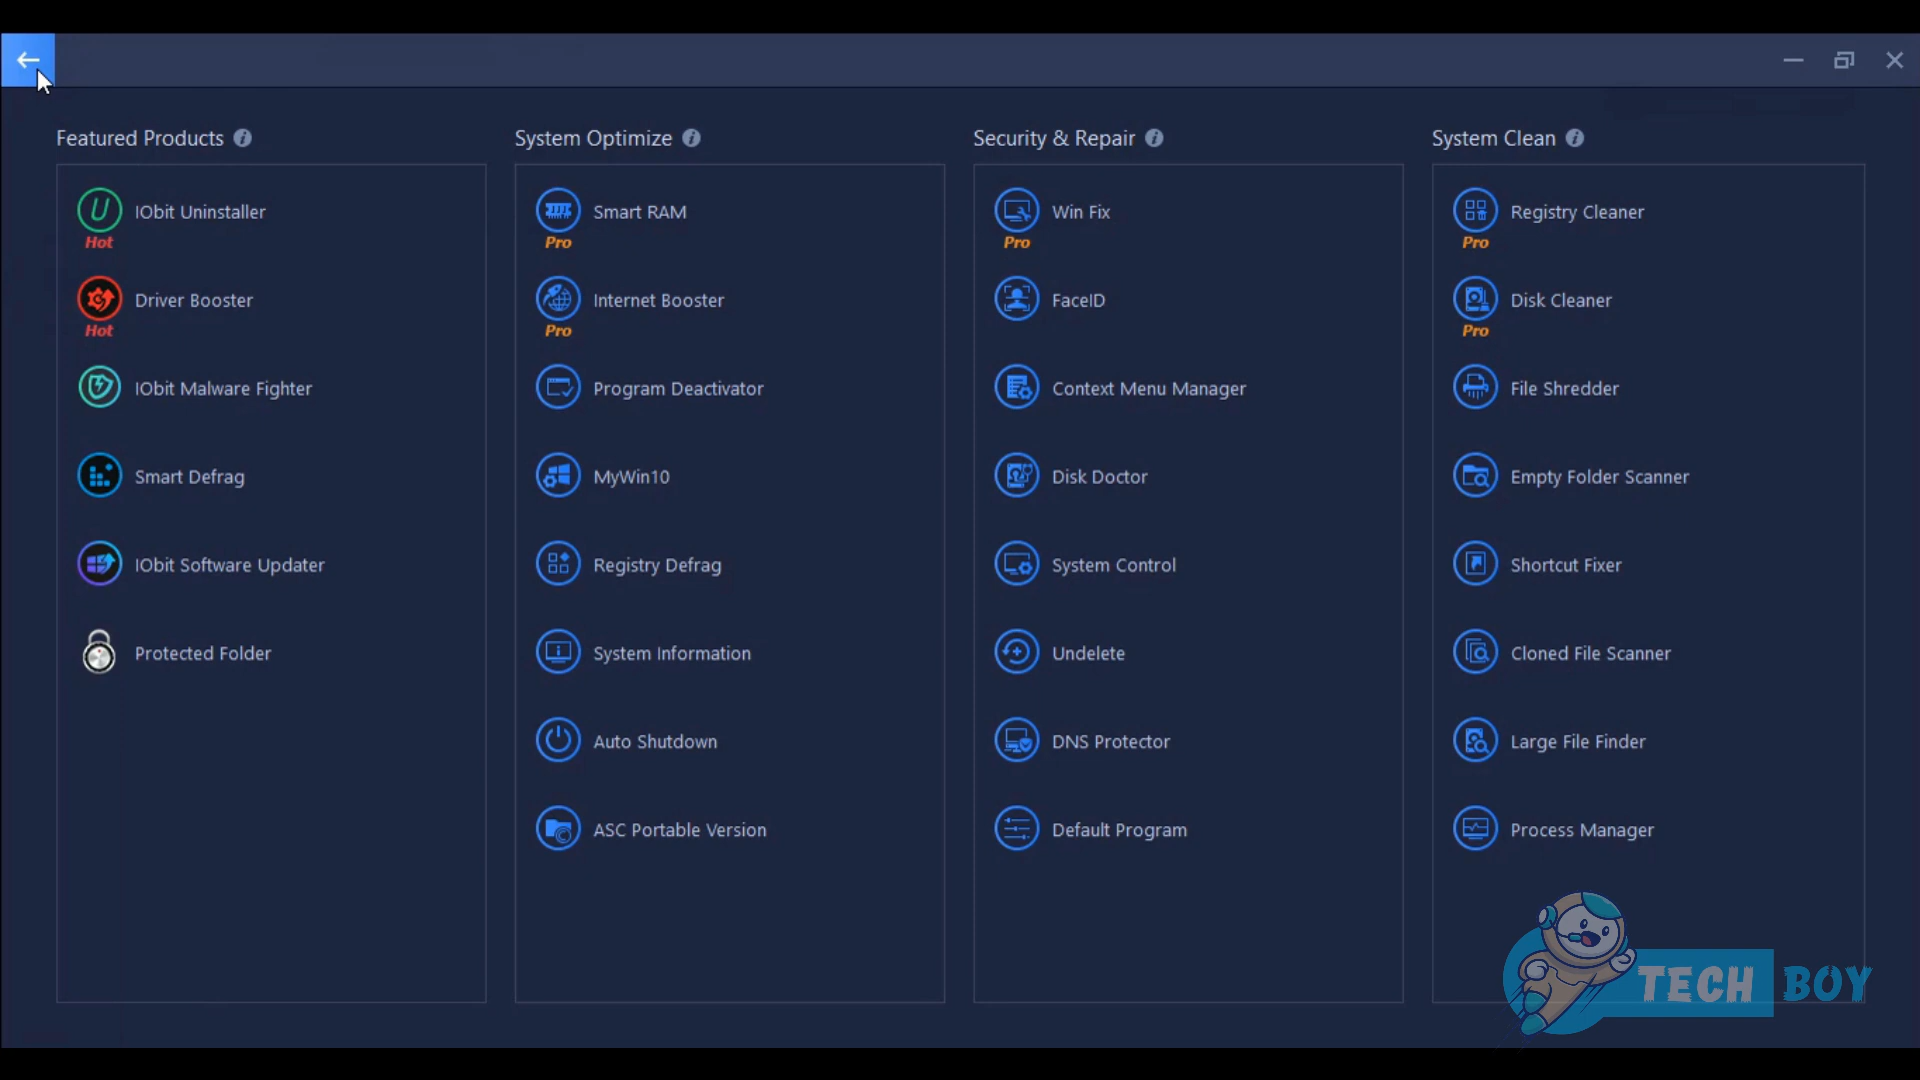 Featured Products
IObit Uninstaller
Hot
Driver Booster
Hot
IObit Malware Fighter
Smart Defrag
IObit Software Updater
Protected Folder
System Optimize
Smart RAM
Pro
Internet Booster
Pro
Program Deactivator
MyWin10
Registry Defrag
System Information
Auto Shutdown
ASC Portable Version
Security & Repair
Win Fix
Pro
FaceID
Context Menu Manager
Disk Doctor
System Control
Undelete
DNS Protector
Default Program
System Clean
Registry Cleaner
Pro
Disk Cleaner
Pro
File Shredder
Empty Folder Scanner
Shortcut Fixer
Cloned File Scanner
Large File Finder
Process Manager
TECH BOY